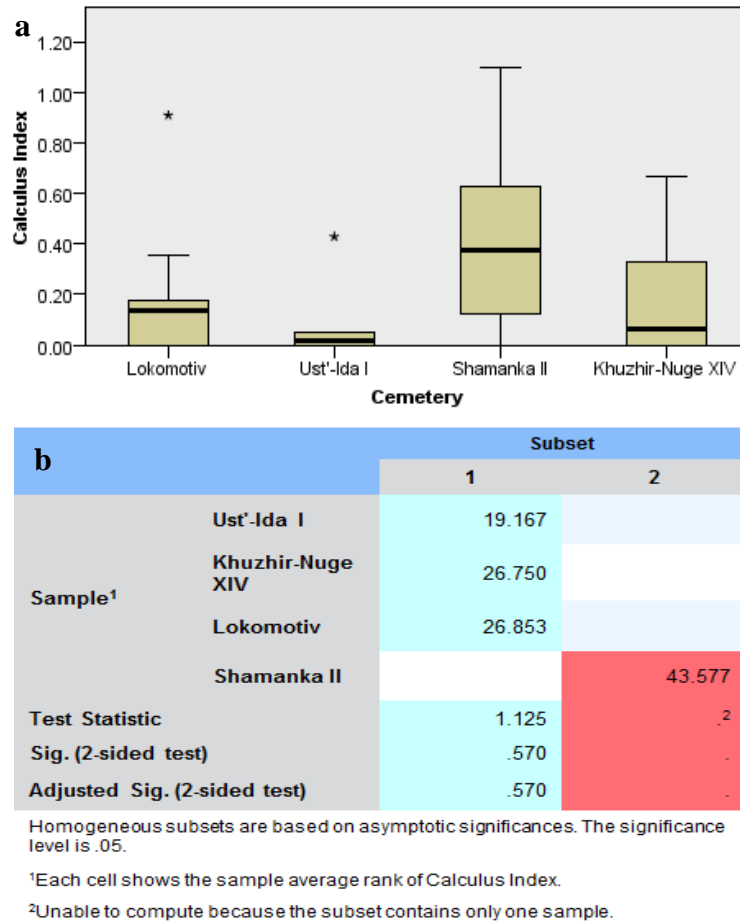 a
1.20
1.00
0.80
0.60
0.40
0.20
0.00
Calculus Index
*
*
Lokomotiv Ust'-Ida I Shamanka II Khuzhir-Nuge XIV
Cemetery
b
Subset
1 2
Sample¹
Ust'-Ida I 19.167
Khuzhir-Nuge
XIV 26.750
Lokomotiv 26.853
Shamanka II 43.577
Test Statistic 1.125 .²
Sig. (2-sided test) .570 .
Adjusted Sig. (2-sided test) .570 .
Homogeneous subsets are based on asymptotic significances. The significance
level is .05.
¹Each cell shows the sample average rank of Calculus Index.
²Unable to compute because the subset contains only one sample.